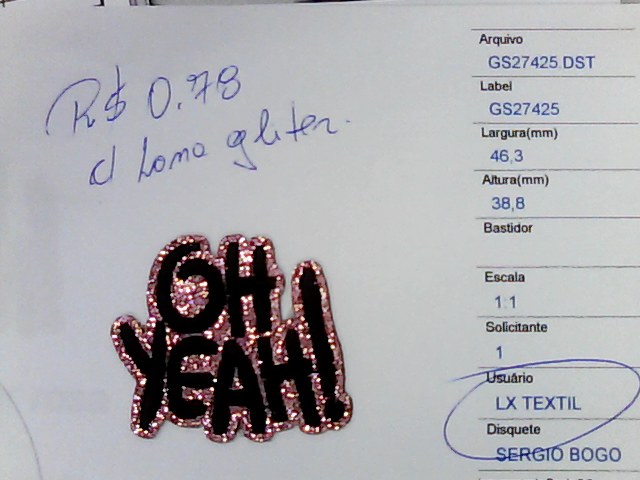 R$ 0.78
c/ Lona gliter.
OH
YEAH!
Arquivo
GS27425.DST
Label
GS27425
Largura(mm)
46,3
Altura(mm)
38,8
Bastidor
Escala
1:1
Solicitante
1
Usuário
LX TEXTIL
Disquete
SERGIO BOGO